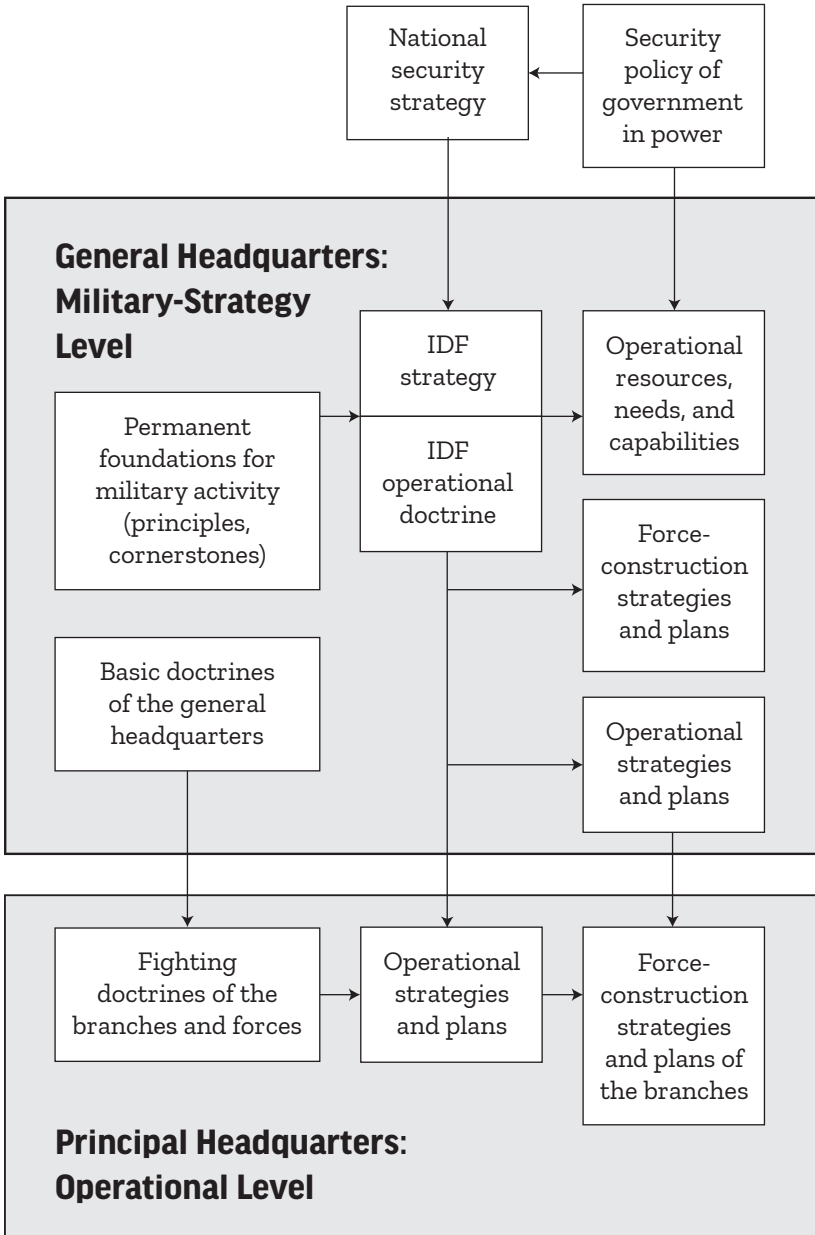 National
security
strategy
Security
policy of
government
in power
General Headquarters:
Military-Strategy
Level
IDF
strategy
IDF
operational
doctrine
Operational
resources,
needs, and
capabilities
Permanent
foundations for
military activity
(principles,
cornerstones)
Force-
construction
strategies
and plans
Basic doctrines
of the general
headquarters
Operational
strategies
and plans
Fighting
doctrines of the
branches and forces
Operational
strategies
and plans
Force-
construction
strategies
and plans of
the branches
Principal Headquarters:
Operational Level